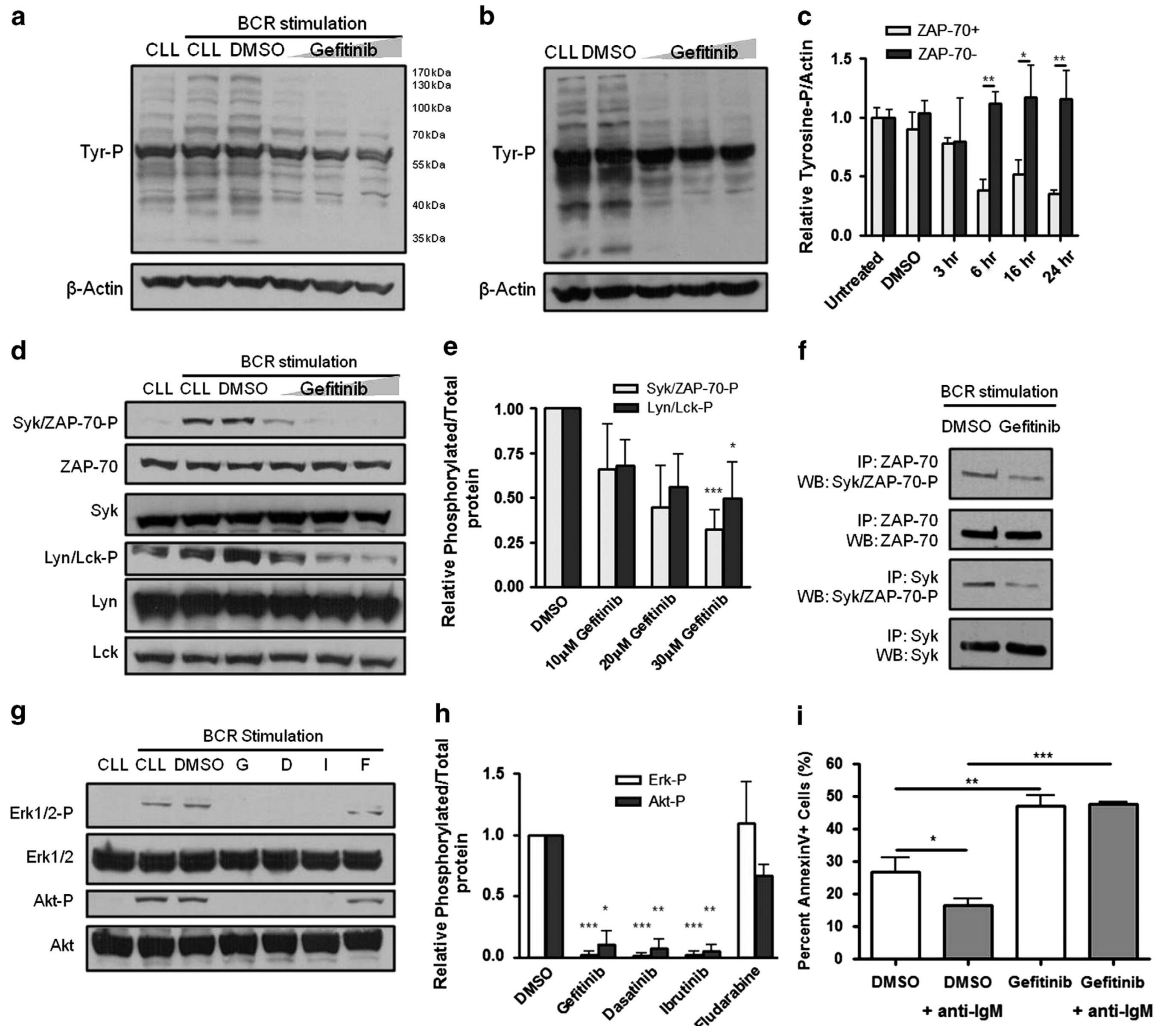 a
BCR stimulation
CLL CLL DMSO Gefitinib
170kDa
130kDa
100kDa
70kDa
55kDa
40kDa
35kDa
Tyr-P
β-Actin
b
CLL DMSO Gefitinib
Tyr-P
β-Actin
c
ZAP-70+
ZAP-70-
Relative Tyrosine-P/Actin
1.5
1.0
0.5
0.0
** * **
Untreated DMSO 3 hr 6 hr 16 hr 24 hr
d
BCR stimulation
CLL CLL DMSO Gefitinib
Syk/ZAP-70-P
ZAP-70
Syk
Lyn/Lck-P
Lyn
Lck
e
Syk/ZAP-70-P
Lyn/Lck-P
Relative Phosphorylated/Total
protein
1.00
0.75
0.50
0.25
0.00
*** *
DMSO 10µM Gefitinib 20µM Gefitinib 30µM Gefitinib
f
BCR stimulation
DMSO Gefitinib
IP: ZAP-70
WB: Syk/ZAP-70-P
IP: ZAP-70
WB: ZAP-70
IP: Syk
WB: Syk/ZAP-70-P
IP: Syk
WB: Syk
g
BCR Stimulation
CLL CLL DMSO G D I F
Erk1/2-P
Erk1/2
Akt-P
Akt
h
Erk-P
Akt-P
Relative Phosphorylated/Total
protein
1.5
1.0
0.5
0.0
*** * *** ** *** **
DMSO Gefitinib Dasatinib Ibrutinib Fludarabine
i
Percent AnnexinV+ Cells (%)
60
50
40
30
20
10
0
***
**
*
DMSO DMSO Gefitinib Gefitinib
+ anti-IgM + anti-IgM